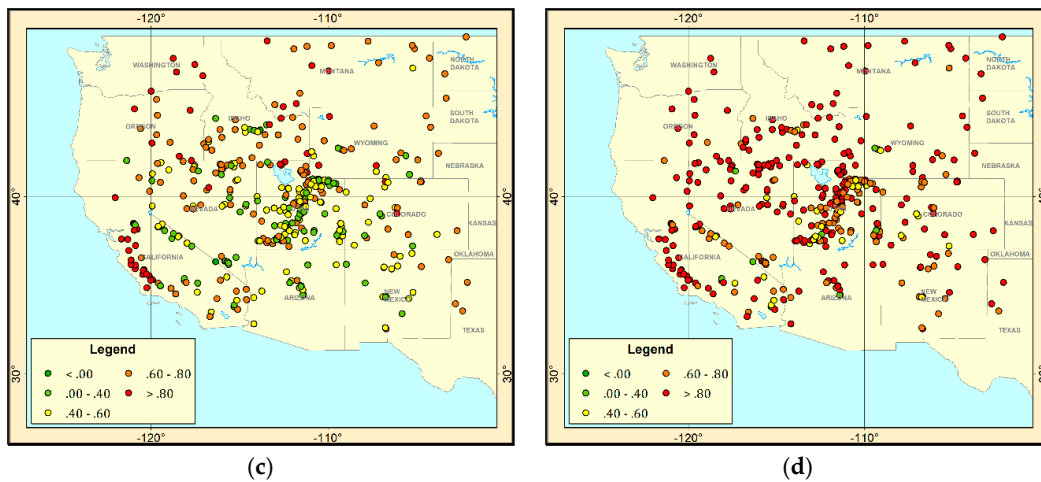 -120° -110°
WASHINGTON
MONTANA
NORTH
DAKOTA
OREGON
IDAHO
SOUTH
DAKOTA
WYOMING
NEBRASKA
40° 40°
NEVADA
COLORADO
KANSAS
CALIFORNIA
OKLAHOMA
ARIZONA
NEW
MEXICO
TEXAS
30° 30°
Legend
< .00 .60 - .80
.00 - .40 > .80
.40 - .60
-120° -110°
(c)
-120° -110°
WASHINGTON
MONTANA
NORTH
DAKOTA
OREGON
IDAHO
SOUTH
DAKOTA
WYOMING
NEBRASKA
40°
NEVADA
COLORADO
KANSAS
CALIFORNIA
OKLAHOMA
ARIZONA
NEW
MEXICO
TEXAS
Legend
< .00 .60 - .80
.00 - .40 > .80
.40 - .60
-120° -110°
(d)